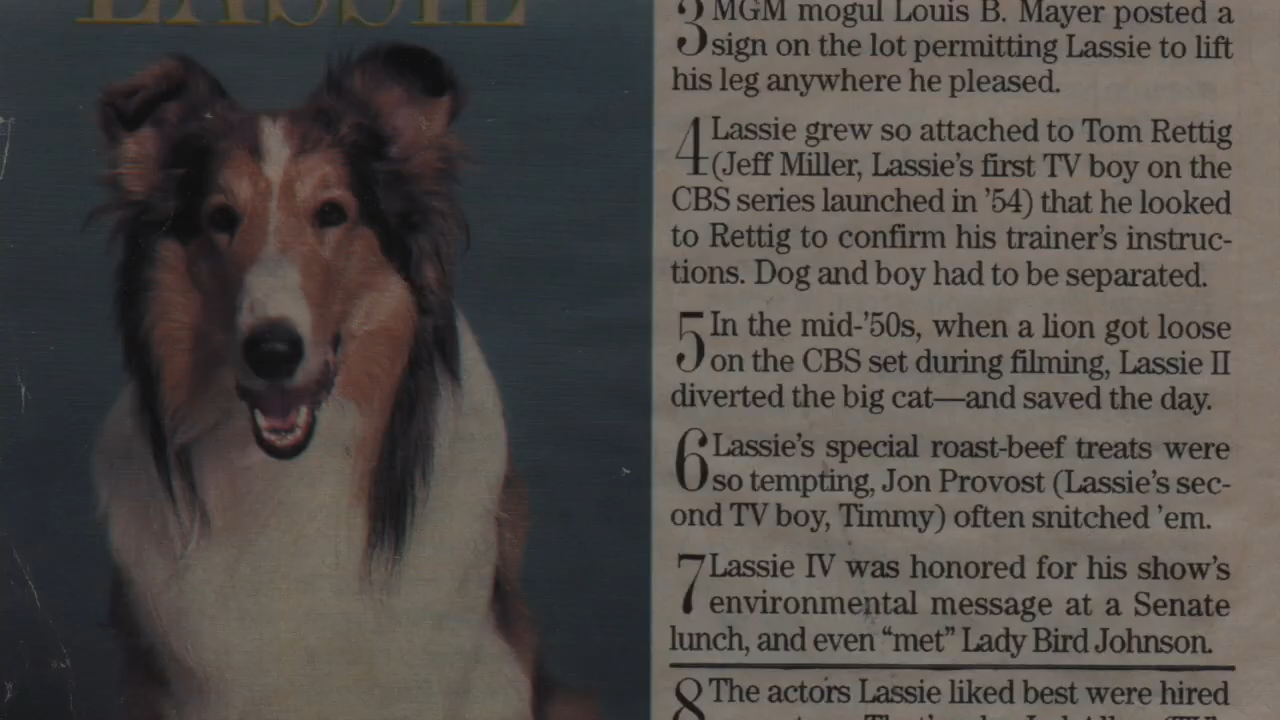 LASSIE
3 MGM mogul Louis B. Mayer posted a
sign on the lot permitting Lassie to lift
his leg anywhere he pleased.
4 Lassie grew so attached to Tom Rettig
(Jeff Miller, Lassie's first TV boy on the
CBS series launched in '54) that he looked
to Rettig to confirm his trainer's instruc-
tions. Dog and boy had to be separated.
5 In the mid-'50s, when a lion got loose
on the CBS set during filming, Lassie II
diverted the big cat—and saved the day.
6 Lassie's special roast-beef treats were
so tempting, Jon Provost (Lassie's sec-
ond TV boy, Timmy) often snitched 'em.
7 Lassie IV was honored for his show's
environmental message at a Senate
lunch, and even “met” Lady Bird Johnson.
8 The actors Lassie liked best were hired